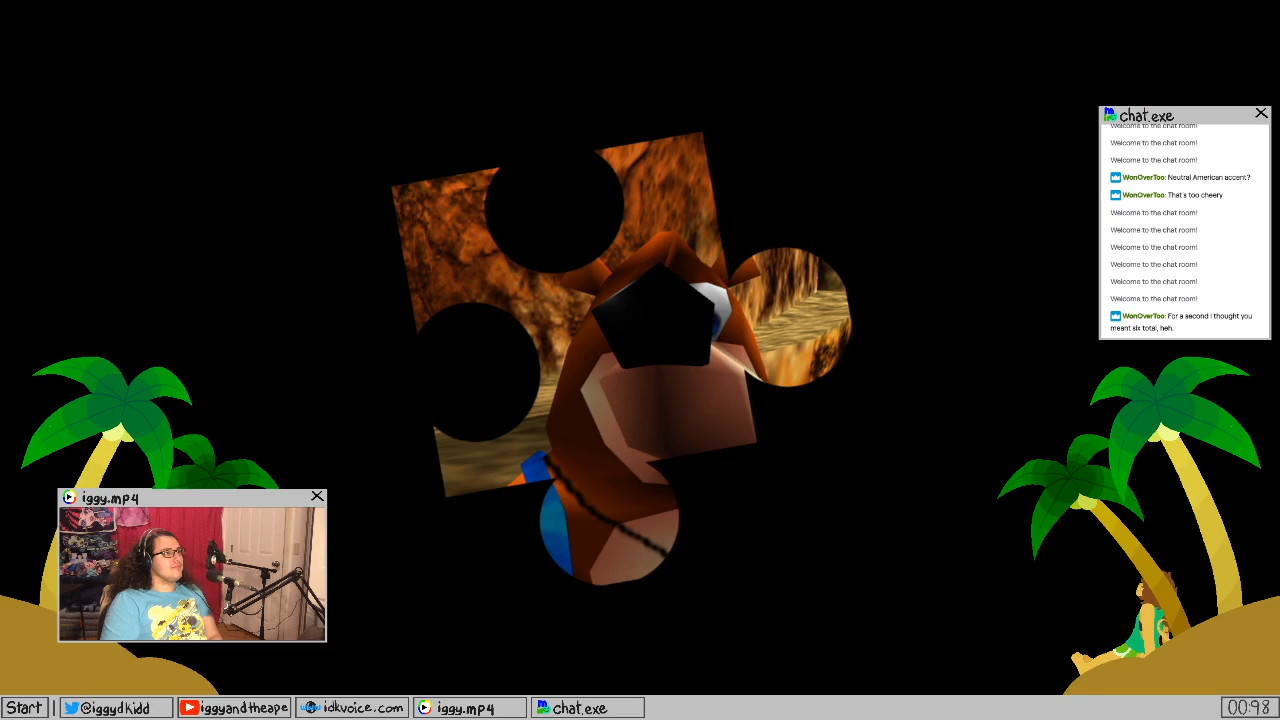 chat.exe
Welcome to the chat room!
Welcome to the chat room!
Welcome to the chat room!
WonOverToo: Neutral American accent?
WonOverToo: That's too cheery
Welcome to the chat room!
Welcome to the chat room!
Welcome to the chat room!
Welcome to the chat room!
Welcome to the chat room!
Welcome to the chat room!
WonOverToo: For a second I thought you
meant six total, heh.
iggy.mp4
Start
@iggydkidd
iggyandtheape
idkvoice.com
iggy.mp4
chat.exe
00:98